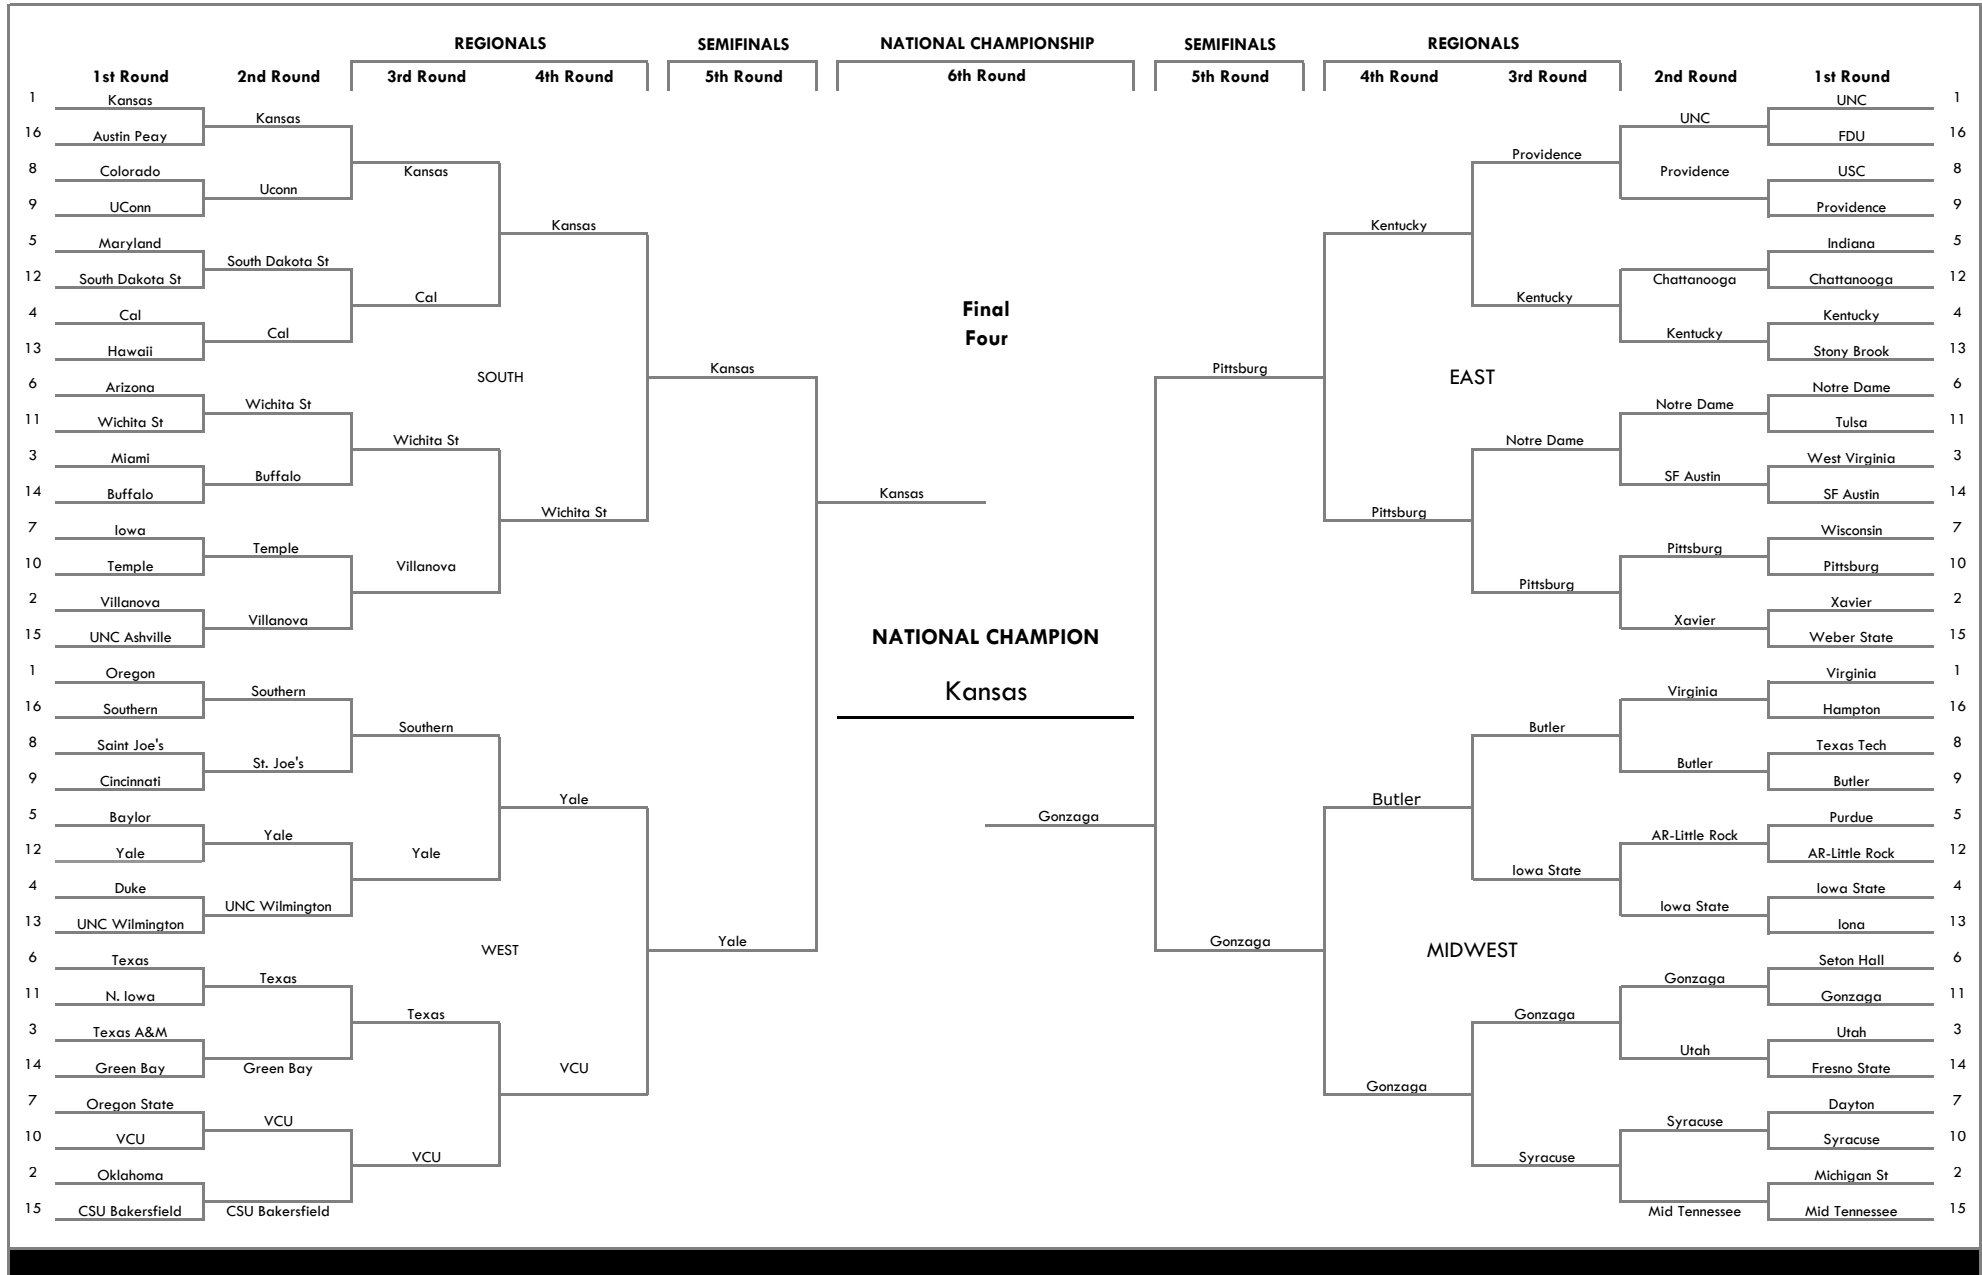 REGIONALS SEMIFINALS NATIONAL CHAMPIONSHIP SEMIFINALS REGIONALS
1st Round 2nd Round 3rd Round 4th Round 5th Round 6th Round 5th Round 4th Round 3rd Round 2nd Round 1st Round
1 Kansas UNC 1
Kansas UNC
16 Austin Peay FDU 16
Providence
8 Colorado Kansas Providence USC 8
Uconn
9 UConn Providence 9
Kansas Kentucky
5 Maryland Indiana 5
South Dakota St
12 South Dakota St Chattanooga Chattanooga 12
Cal Kentucky
Final
4 Cal Kentucky 4
Cal Kentucky
Four
13 Hawaii Stony Brook 13
Kansas Pittsburg
SOUTH EAST
6 Arizona Notre Dame 6
Wichita St Notre Dame
11 Wichita St Tulsa 11
Wichita St Notre Dame
3 Miami West Virginia 3
Buffalo SF Austin
14 Buffalo Kansas SF Austin 14
Wichita St Pittsburg
7 Iowa Wisconsin 7
Temple Pittsburg
10 Temple Villanova Pittsburg 10
Pittsburg
2 Villanova Xavier 2
Villanova Xavier
15 UNC Ashville NATIONAL CHAMPION Weber State 15
1 Oregon Virginia 1
Southern Kansas Virginia
16 Southern Hampton 16
Southern Butler
8 Saint Joe's Texas Tech 8
St. Joe's Butler
9 Cincinnati Butler 9
Yale Butler
5 Baylor Gonzaga Purdue 5
Yale AR-Little Rock
12 Yale Yale AR-Little Rock 12
Iowa State
4 Duke Iowa State 4
UNC Wilmington Iowa State
13 UNC Wilmington Iona 13
Yale Gonzaga
WEST MIDWEST
6 Texas Seton Hall 6
Texas Gonzaga
11 N. Iowa Gonzaga 11
Texas Gonzaga
3 Texas A&M Utah 3
Utah
14 Green Bay Green Bay VCU Fresno State 14
Gonzaga
7 Oregon State Dayton 7
VCU Syracuse
10 VCU Syracuse 10
VCU Syracuse
2 Oklahoma Michigan St 2
15 CSU Bakersfield CSU Bakersfield Mid Tennessee Mid Tennessee 15